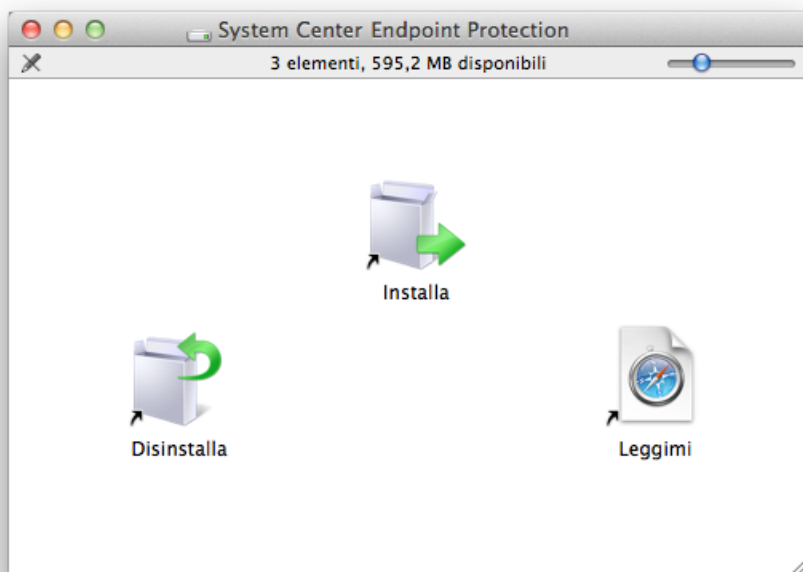 System Center Endpoint Protection
3 elementi, 595,2 MB disponibili
Installa
Disinstalla
Leggimi